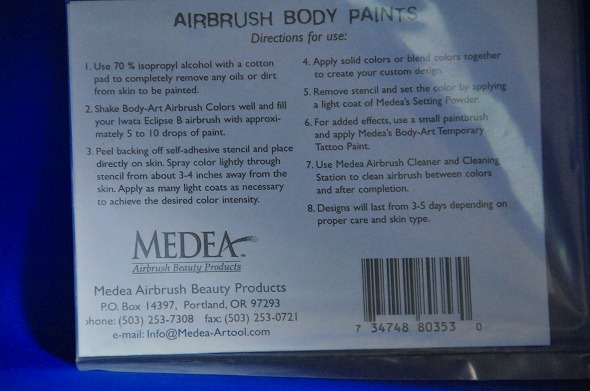 AIRBRUSH BODY PAINTS
Directions for use:
1. Use 70 % isopropyl alcohol with a cotton
pad to completely remove any oils or dirt
from skin to be painted.
2. Shake Body-Art Airbrush Colors well and fill
your Iwata Eclipse B airbrush with approxi-
mately 5 to 10 drops of paint.
3. Peel backing off self-adhesive stencil and place
directly on skin. Spray color lightly through
stencil from about 3-4 inches away from the
skin. Apply as many light coats as necessary
to achieve the desired color intensity.
4. Apply solid colors or blend colors together
to create your custom design.
5. Remove stencil and set the color by applying
a light coat of Medea's Setting Powder.
6. For added effects, use a small paintbrush
and apply Medea's Body-Art Temporary
Tattoo Paint.
7. Use Medea Airbrush Cleaner and Cleaning
Station to clean airbrush between colors
and after completion.
8. Designs will last from 3-5 days depending on
proper care and skin type.
MEDEA™
Airbrush Beauty Products
Medea Airbrush Beauty Products
P.O. Box 14397, Portland, OR 97293
phone: (503) 253-7308 fax: (503) 253-0721
e-mail: Info@Medea-Artool.com
7 34748 80353 0